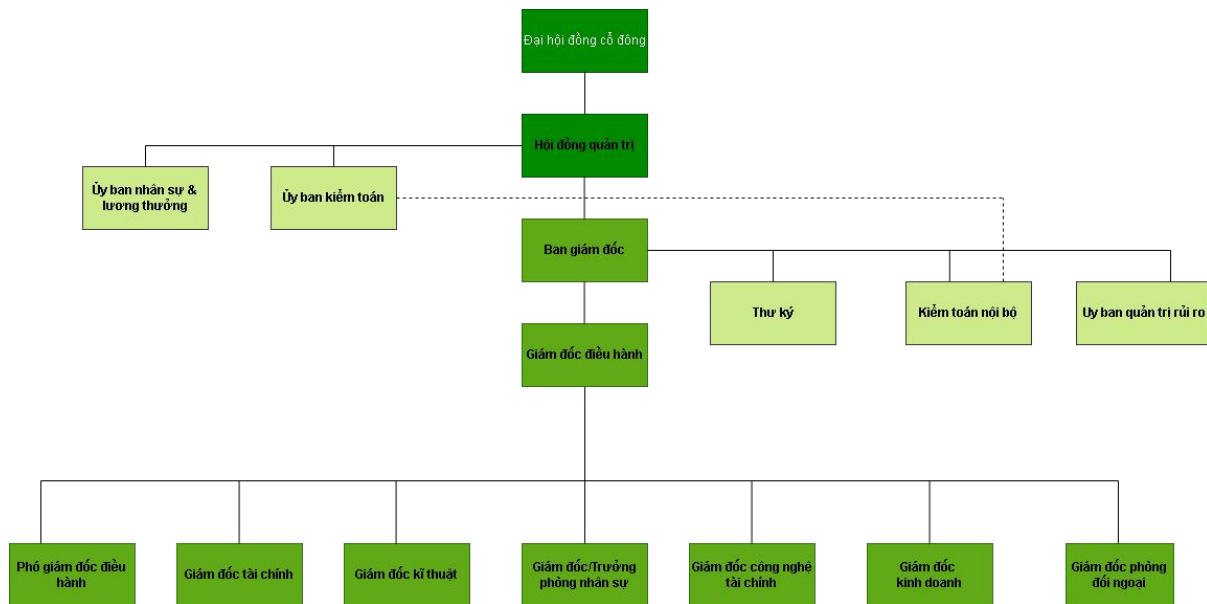 Đại hội đồng cổ đông
Hội đồng quản trị
Ủy ban nhân sự &
lương thưởng
Ủy ban kiểm toán
Ban giám đốc
Thư ký
Kiểm toán nội bộ
Uy ban quản trị rủi ro
Giám đốc điều hành
Phó giám đốc điều
hành
Giám đốc tài chính
Giám đốc kĩ thuật
Giám đốc/Trưởng
phòng nhân sự
Giám đốc công nghệ
tài chính
Giám đốc
kinh doanh
Giám đốc phòng
đối ngoại